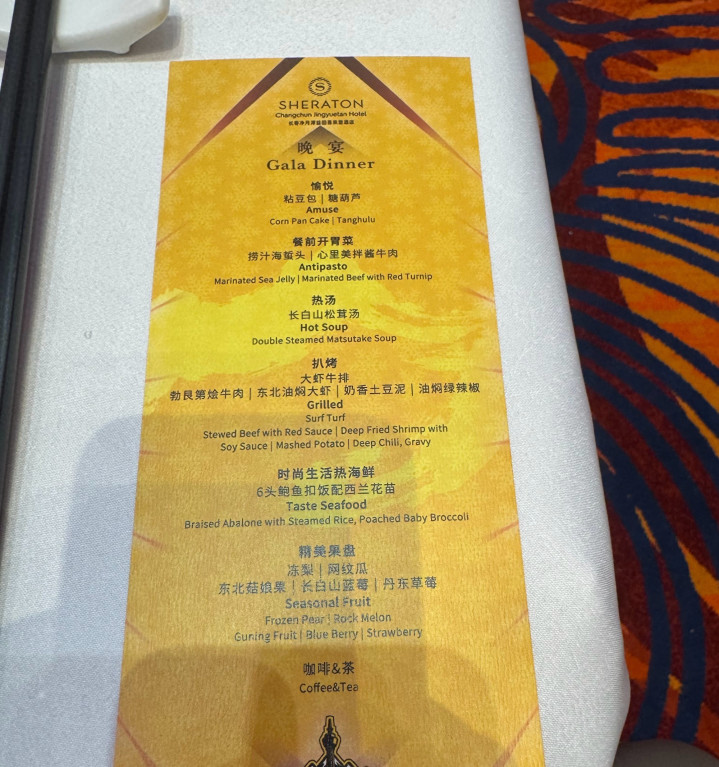 SHERATON
Changchun Jingyuetan Hotel
长春净月潭益田喜来登酒店
晚 宴
Gala Dinner
愉悦
粘豆包 | 糖葫芦
Amuse
Corn Pan Cake | Tanghulu
餐前开胃菜
捞汁海蜇头 | 心里美拌酱牛肉
Antipasto
Marinated Sea Jelly | Marinated Beef with Red Turnip
热汤
长白山松茸汤
Hot Soup
Double Steamed Matsutake Soup
扒烤
大虾牛排
勃艮第烩牛肉 | 东北油焖大虾 | 奶香土豆泥 | 油焖绿辣椒
Grilled
Surf Turf
Stewed Beef with Red Sauce | Deep Fried Shrimp with
Soy Sauce | Mashed Potato | Deep Chili, Gravy
时尚生活热海鲜
6头鲍鱼扣饭配西兰花苗
Taste Seafood
Braised Abalone with Steamed Rice, Poached Baby Broccoli
精美果盘
冻梨 | 网纹瓜
东北菇娘果 | 长白山蓝莓 | 丹东草莓
Seasonal Fruit
Frozen Pear | Rock Melon
Guning Fruit | Blue Berry | Strawberry
咖啡&茶
Coffee&Tea